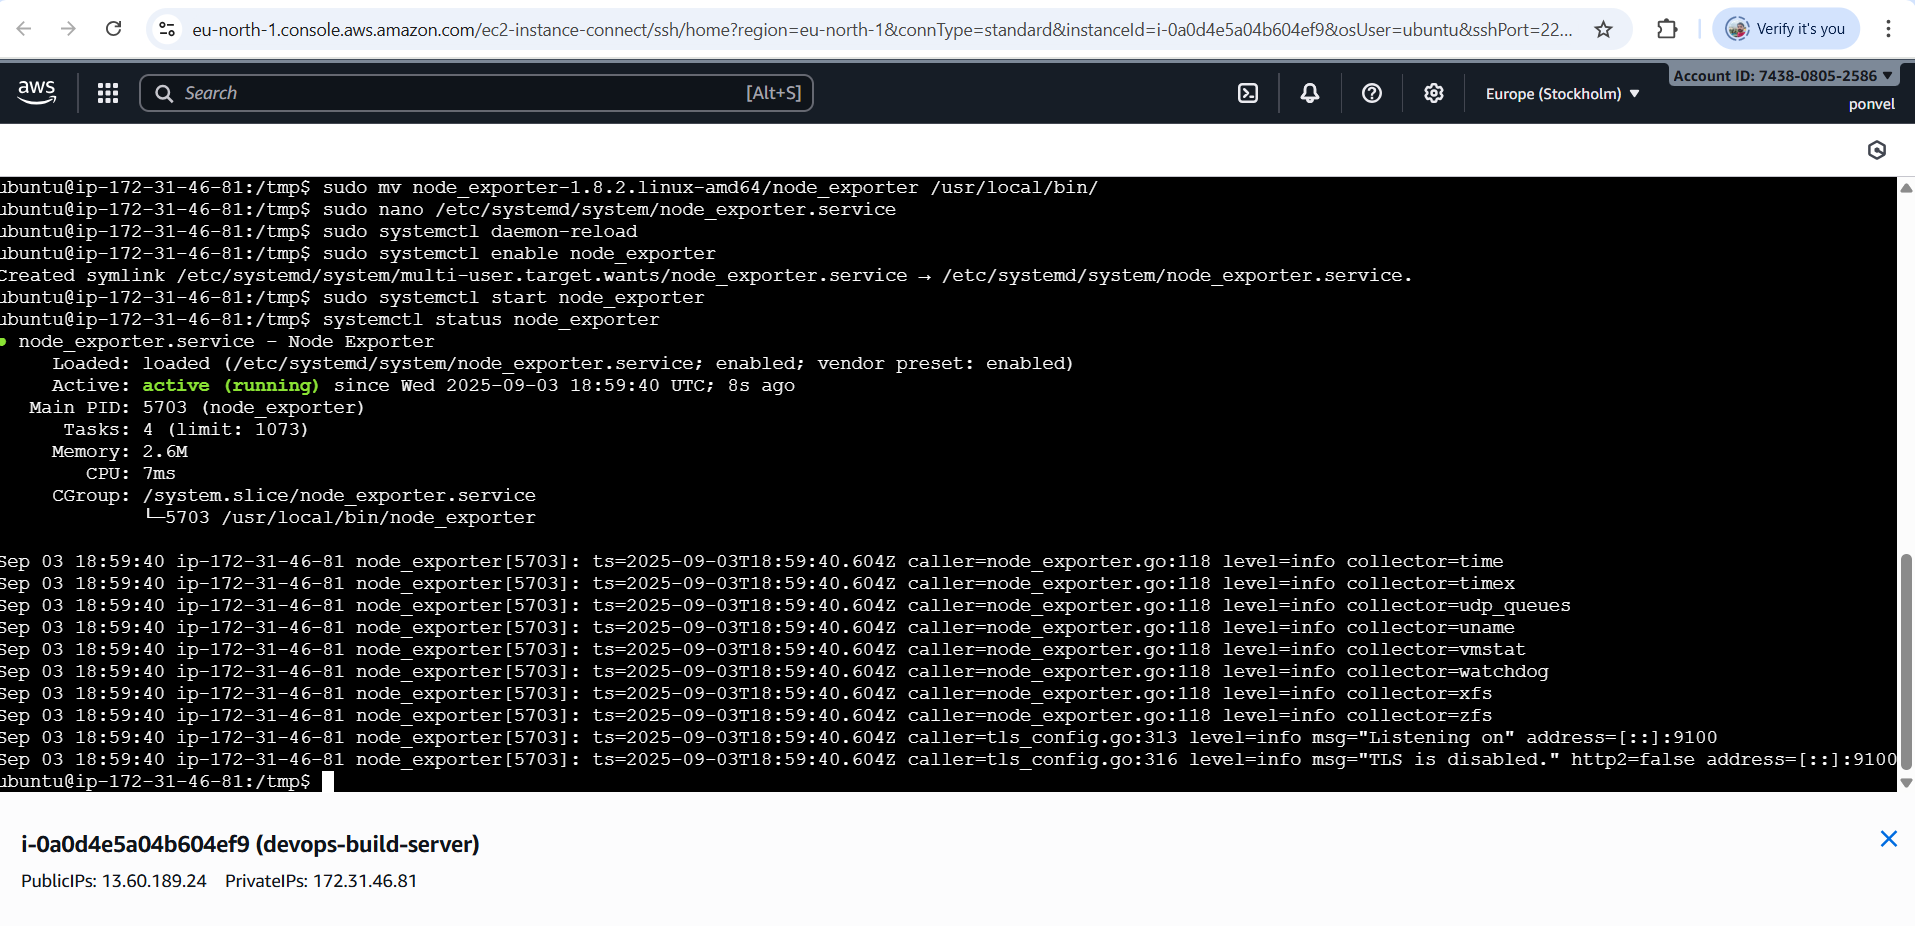 eu-north-1.console.aws.amazon.com/ec2-instance-connect/ssh/home?region=eu-north-1&connType=standard&instanceId=i-0a0d4e5a04b604ef9&osUser=ubuntu&sshPort=22...
Verify it's you
aws
Search
[Alt+S]
Europe (Stockholm)
Account ID: 7438-0805-2586
ponvel
ubuntu@ip-172-31-46-81:/tmp$ sudo mv node_exporter-1.8.2.linux-amd64/node_exporter /usr/local/bin/
ubuntu@ip-172-31-46-81:/tmp$ sudo nano /etc/systemd/system/node_exporter.service
ubuntu@ip-172-31-46-81:/tmp$ sudo systemctl daemon-reload
ubuntu@ip-172-31-46-81:/tmp$ sudo systemctl enable node_exporter
Created symlink /etc/systemd/system/multi-user.target.wants/node_exporter.service → /etc/systemd/system/node_exporter.service.
ubuntu@ip-172-31-46-81:/tmp$ sudo systemctl start node_exporter
ubuntu@ip-172-31-46-81:/tmp$ systemctl status node_exporter
● node_exporter.service - Node Exporter
Loaded: loaded (/etc/systemd/system/node_exporter.service; enabled; vendor preset: enabled)
Active: active (running) since Wed 2025-09-03 18:59:40 UTC; 8s ago
Main PID: 5703 (node_exporter)
Tasks: 4 (limit: 1073)
Memory: 2.6M
CPU: 7ms
CGroup: /system.slice/node_exporter.service
└─5703 /usr/local/bin/node_exporter
Sep 03 18:59:40 ip-172-31-46-81 node_exporter[5703]: ts=2025-09-03T18:59:40.604Z caller=node_exporter.go:118 level=info collector=time
Sep 03 18:59:40 ip-172-31-46-81 node_exporter[5703]: ts=2025-09-03T18:59:40.604Z caller=node_exporter.go:118 level=info collector=timex
Sep 03 18:59:40 ip-172-31-46-81 node_exporter[5703]: ts=2025-09-03T18:59:40.604Z caller=node_exporter.go:118 level=info collector=udp_queues
Sep 03 18:59:40 ip-172-31-46-81 node_exporter[5703]: ts=2025-09-03T18:59:40.604Z caller=node_exporter.go:118 level=info collector=uname
Sep 03 18:59:40 ip-172-31-46-81 node_exporter[5703]: ts=2025-09-03T18:59:40.604Z caller=node_exporter.go:118 level=info collector=vmstat
Sep 03 18:59:40 ip-172-31-46-81 node_exporter[5703]: ts=2025-09-03T18:59:40.604Z caller=node_exporter.go:118 level=info collector=watchdog
Sep 03 18:59:40 ip-172-31-46-81 node_exporter[5703]: ts=2025-09-03T18:59:40.604Z caller=node_exporter.go:118 level=info collector=xfs
Sep 03 18:59:40 ip-172-31-46-81 node_exporter[5703]: ts=2025-09-03T18:59:40.604Z caller=node_exporter.go:118 level=info collector=zfs
Sep 03 18:59:40 ip-172-31-46-81 node_exporter[5703]: ts=2025-09-03T18:59:40.604Z caller=tls_config.go:313 level=info msg="Listening on" address=[::]:9100
Sep 03 18:59:40 ip-172-31-46-81 node_exporter[5703]: ts=2025-09-03T18:59:40.604Z caller=tls_config.go:316 level=info msg="TLS is disabled." http2=false address=[::]:9100
ubuntu@ip-172-31-46-81:/tmp$
i-0a0d4e5a04b604ef9 (devops-build-server)
PublicIPs: 13.60.189.24 PrivateIPs: 172.31.46.81